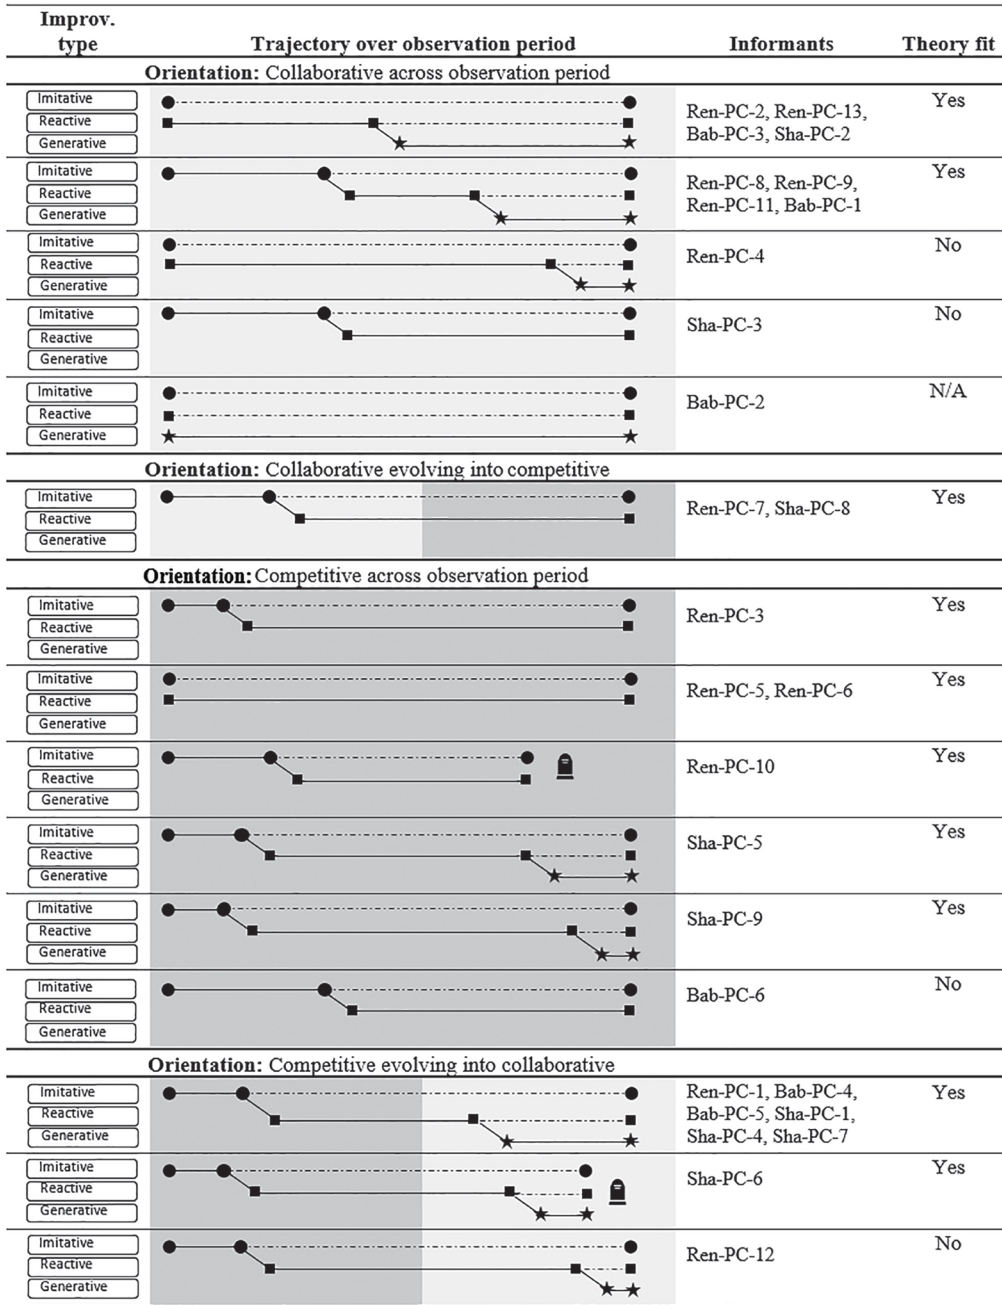 Improv.
type Trajectory over observation period Informants Theory fit
Orientation: Collaborative across observation period
Imitative Yes
Reactive Ren-PC-2, Ren-PC-13,
Generative Bab-PC-3, Sha-PC-2
Imitative Yes
Reactive Ren-PC-8, Ren-PC-9,
Generative Ren-PC-11, Bab-PC-1
Imitative No
Reactive Ren-PC-4
Generative
Imitative No
Reactive Sha-PC-3
Generative
Imitative N/A
Reactive Bab-PC-2
Generative
Orientation: Collaborative evolving into competitive
Imitative Yes
Reactive Ren-PC-7, Sha-PC-8
Generative
Orientation: Competitive across observation period
Imitative Yes
Reactive Ren-PC-3
Generative
Imitative Yes
Reactive Ren-PC-5, Ren-PC-6
Generative
Imitative Yes
Reactive Ren-PC-10
Generative
Imitative Yes
Reactive Sha-PC-5
Generative
Imitative Yes
Reactive Sha-PC-9
Generative
Imitative No
Reactive Bab-PC-6
Generative
Orientation: Competitive evolving into collaborative
Imitative Ren-PC-1, Bab-PC-4, Yes
Reactive Bab-PC-5, Sha-PC-1,
Generative Sha-PC-4, Sha-PC-7
Imitative Yes
Reactive Sha-PC-6
Generative
Imitative No
Reactive Ren-PC-12
Generative